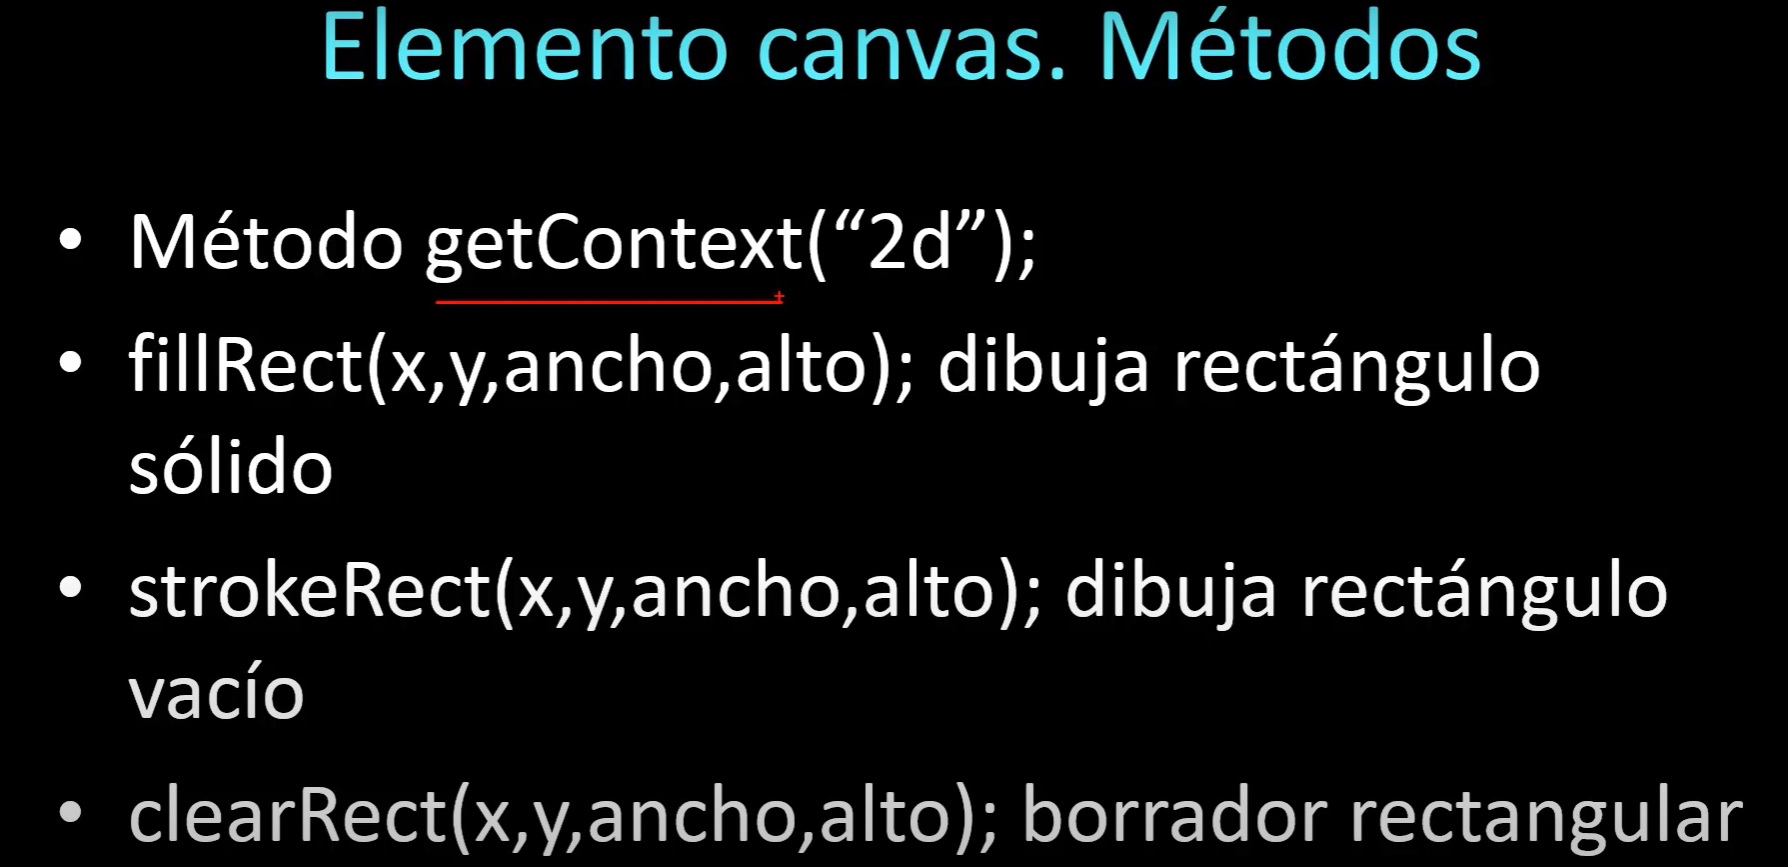 Elemento canvas. Métodos
• Método getContext(“2d”);
• fillRect(x,y,ancho,alto); dibuja rectángulo
sólido
• strokeRect(x,y,ancho,alto); dibuja rectángulo
vacío
• clearRect(x,y,ancho,alto); borrador rectangular